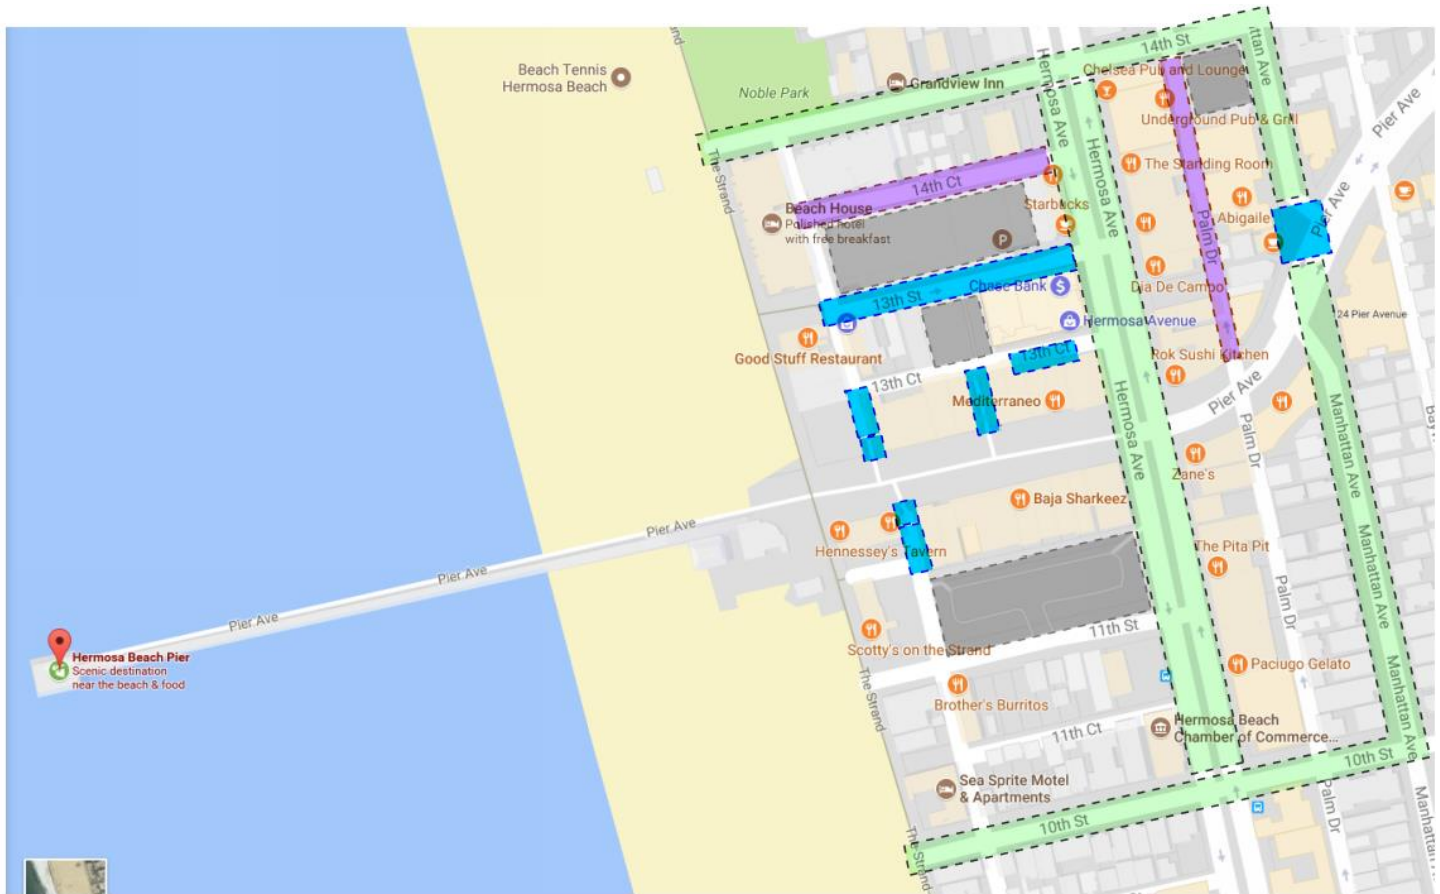 14th St
Hermosa Ave
Chelsea Pub and Lounge
Pier Ave
Beach Tennis
Hermosa Beach
Noble Park
Grandview Inn
Underground Pub & Grill
Hermosa Ave
The Strand
14th Ct
The Standing Room
Beach House
Polished hotel
with free breakfast
Starbucks
P
Abigaile
Pier Ave
Palm Dr
13th St
Chase Bank
$
Dia De Campo
Hermosa Avenue
24 Pier Avenue
Good Stuff Restaurant
13th Ct
Rok Sushi Kitchen
13th Ct
Pier Ave
Mediterraneo
Hermosa Ave
Palm Dr
Manhattan Ave
Zane's
Baja Sharkeez
Pier Ave
Hennessey's Tavern
The Pita Pit
Pier Ave
Manhattan Ave
Palm Dr
Pier Ave
11th St
Scotty's on the Strand
Hermosa Beach Pier
Scenic destination
near the beach & food
Paciugo Gelato
Manhattan Ave
The Strand
Brother's Burritos
Hermosa Beach
Chamber of Commerce...
11th Ct
10th St
Sea Sprite Motel
& Apartments
Palm Dr
10th St
The Strand